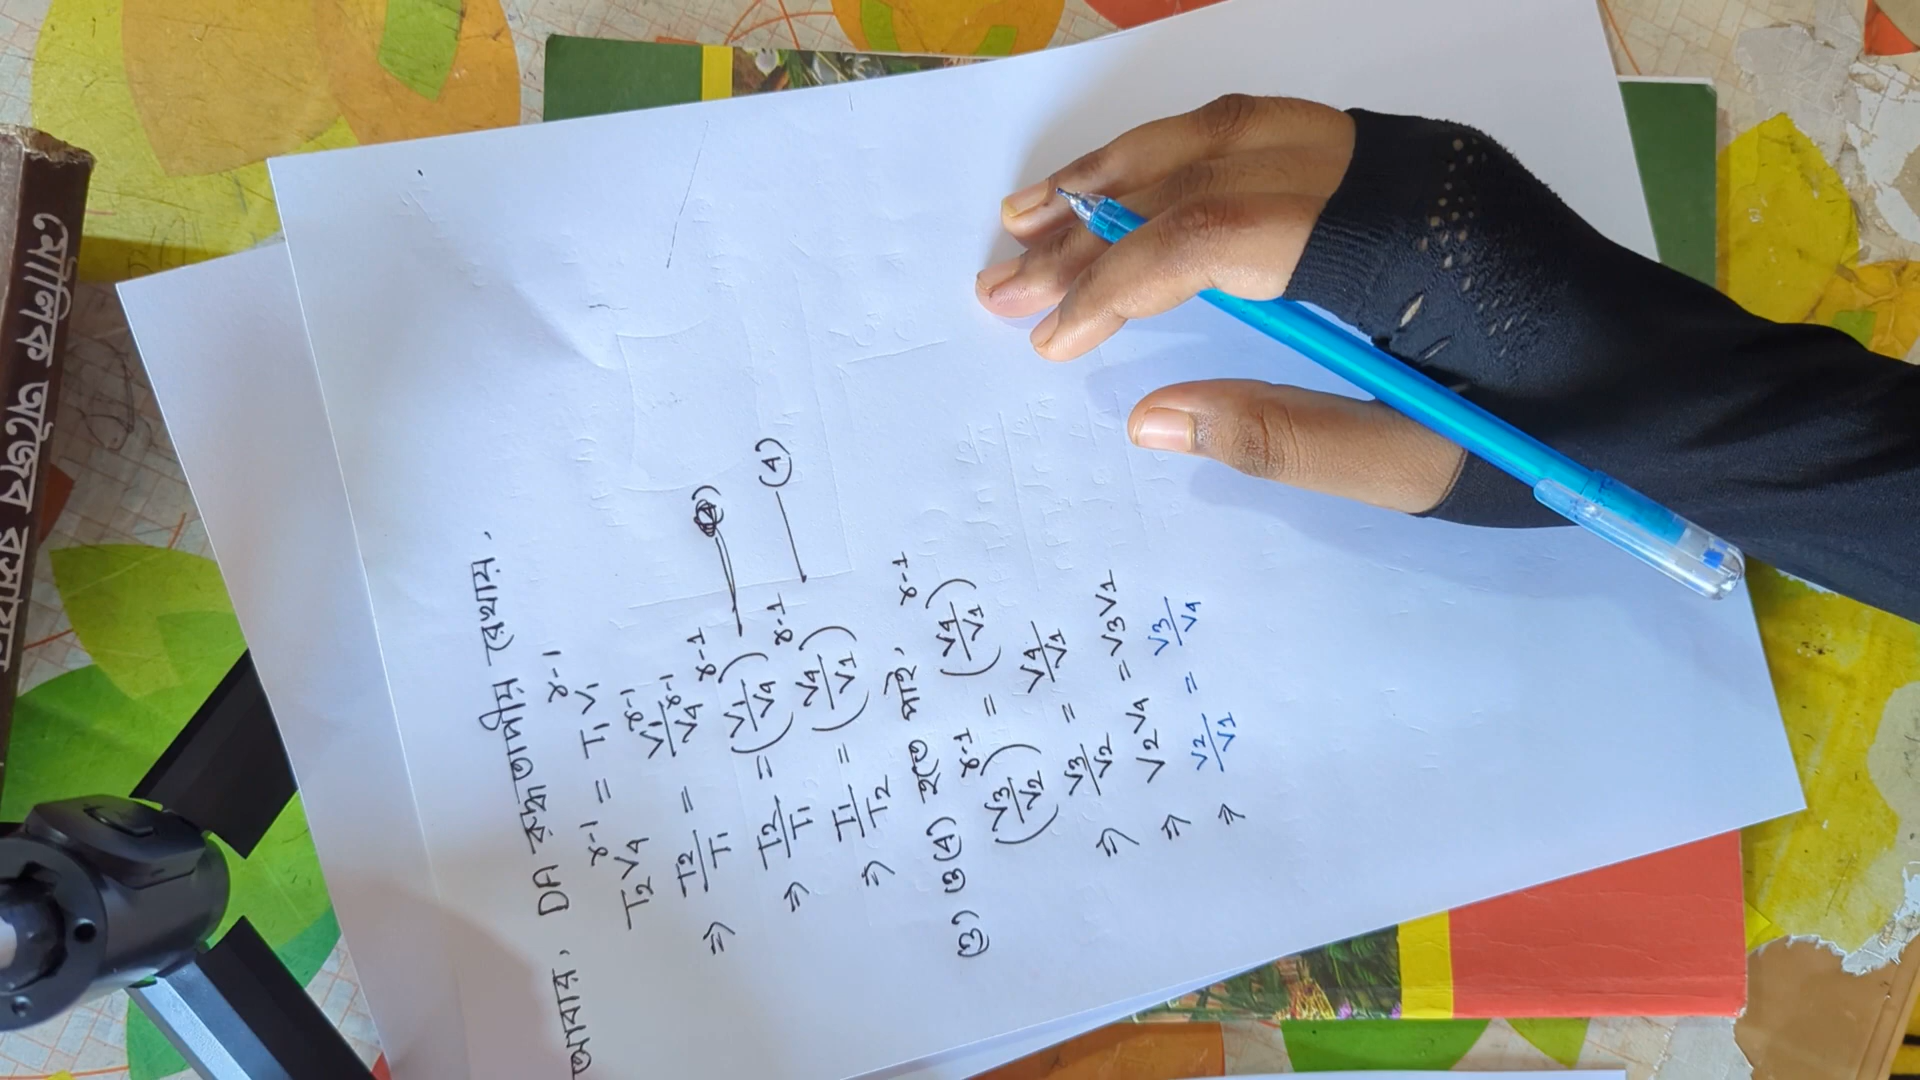 আবার, DA রুদ্ধতাপীয় রেখায়,
T₂V₄^γ-1 = T₁V₁^γ-1
⇒ T₂/T₁ = V₁^γ-1/V₄^γ-1
⇒ T₂/T₁ = (V₁/V₄)^γ-1
⇒ T₁/T₂ = (V₄/V₁)^γ-1 —— (4)
(3) ও (4) হতে পাই,
(V₃/V₂)^γ-1 = (V₄/V₁)^γ-1
⇒ V₃/V₂ = V₄/V₁
⇒ V₂V₄ = V₃V₁
⇒ V₂/V₁ = V₃/V₄
মৌলিক পর্বের রসায়ন